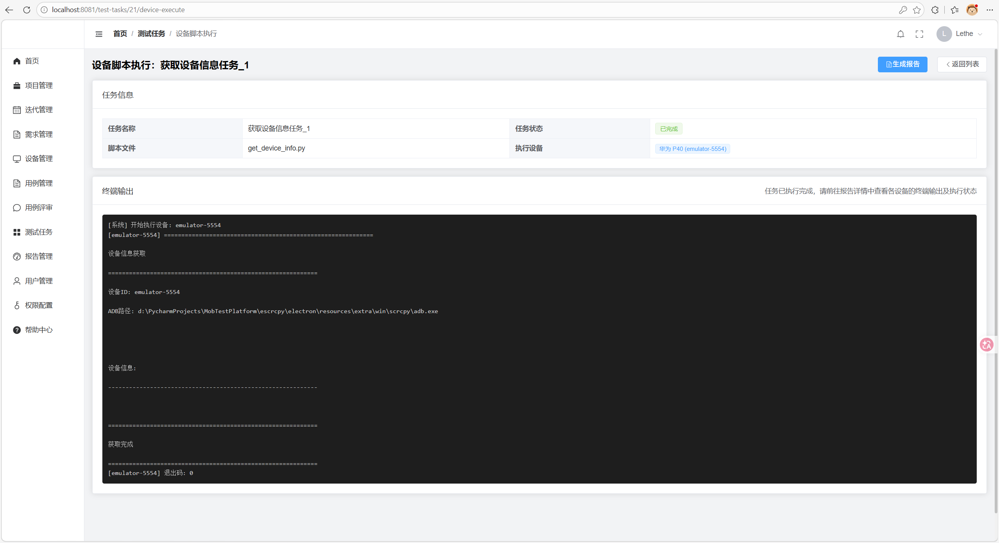 localhost:8081/test-tasks/21/device-execute
首页 / 测试任务 / 设备脚本执行
L Lethe
首页
项目管理
迭代管理
需求管理
设备管理
用例管理
用例评审
测试任务
报告管理
用户管理
权限配置
帮助中心
设备脚本执行：获取设备信息任务_1
生成报告
返回列表
任务信息
任务名称 获取设备信息任务_1 任务状态 已完成
脚本文件 get_device_info.py 执行设备 华为 P40 (emulator-5554)
终端输出
任务已执行完成，请前往报告详情中查看各设备的终端输出及执行状态
[系统] 开始执行设备: emulator-5554
[emulator-5554] ============================================================
设备信息获取
============================================================
设备ID: emulator-5554
ADB路径: d:\PycharmProjects\MobTestPlatform\escrcpy\electron\resources\extra\win\scrcpy\adb.exe
设备信息:
------------------------------------------------------------
============================================================
获取完成
============================================================
[emulator-5554] 退出码: 0